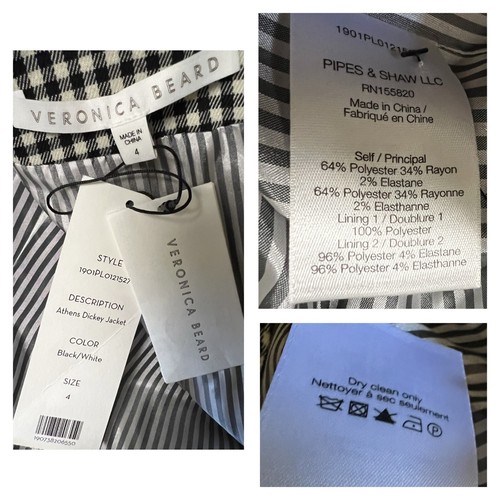 VERONICA BEARD
MADE IN
CHINA
4
STYLE
1901PL0121527
DESCRIPTION
Athens Dickey Jacket
COLOR
Black/White
SIZE
4
190738206550
VERONICA BEARD
PIPES & SHAW LLC
RN155820
Made in China /
Fabriqué en Chine
Self / Principal
64% Polyester 34% Rayon
2% Elastane
64% Polyester 34% Rayonne
2% Elasthanne
Lining 1 / Doublure 1
100% Polyester
Lining 2 / Doublure 2
96% Polyester 4% Elastane
96% Polyester 4% Elasthanne
Dry clean only
Nettoyer à sec seulement
P